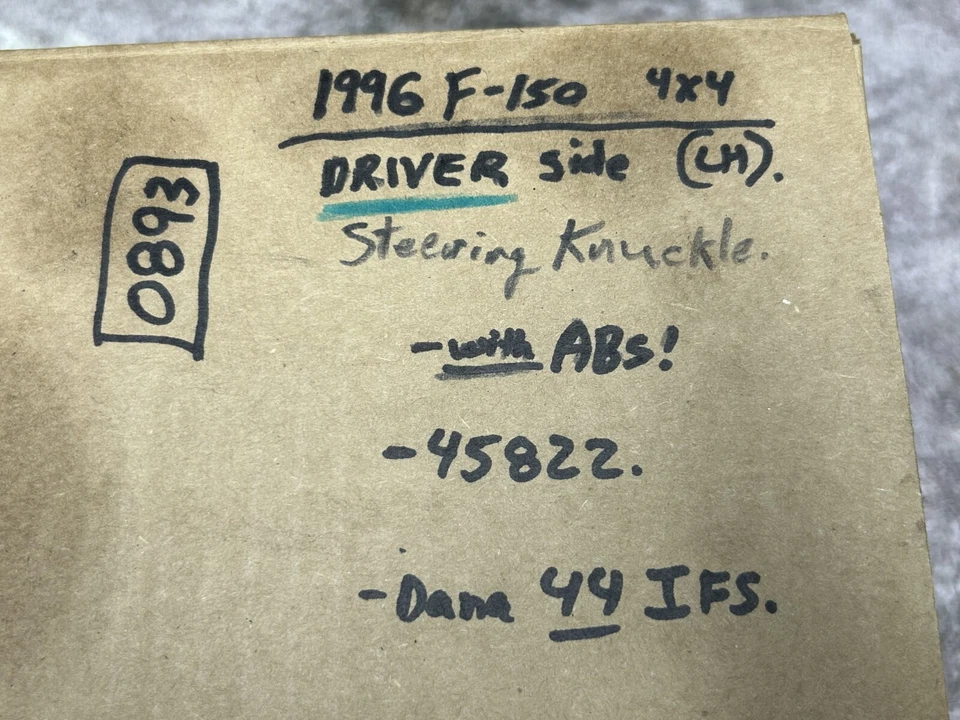 1996 F-150 4x4
DRIVER side (LH).
Steering Knuckle.
0893
- with ABS!
- 45822.
- Dana 44 IFS.